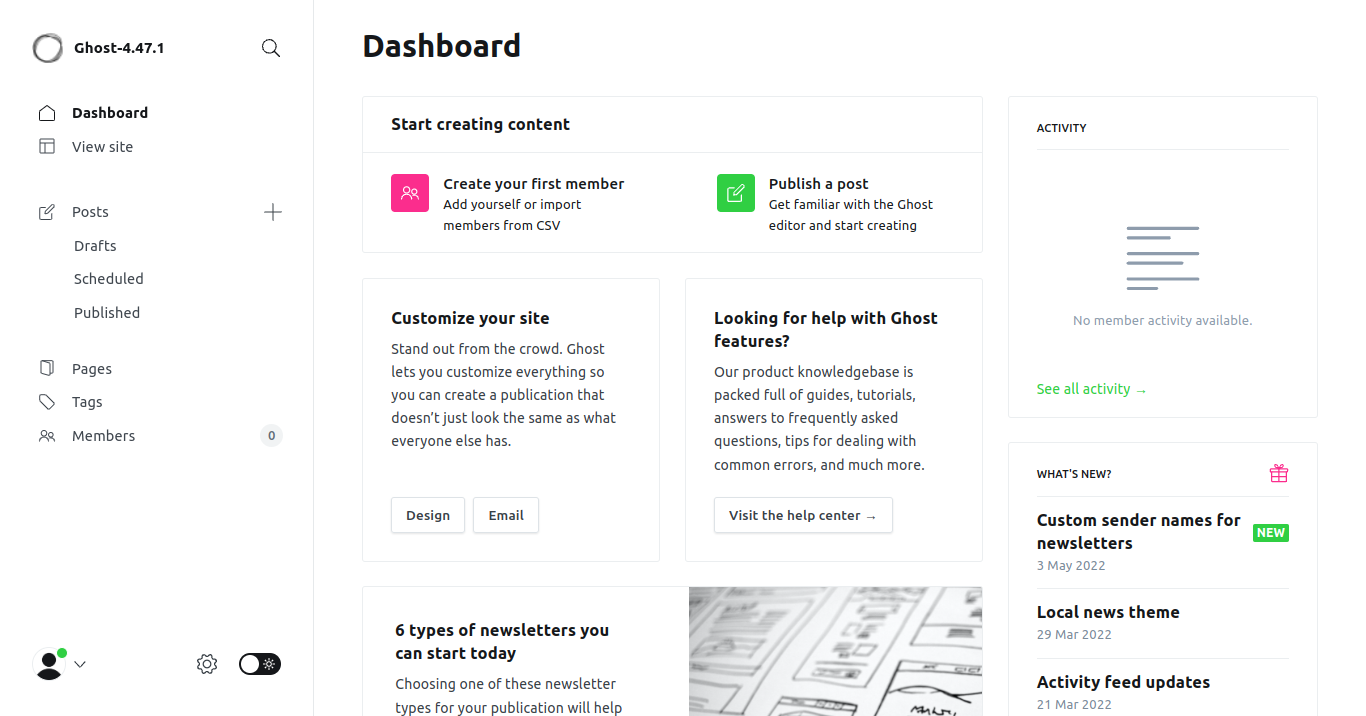 Ghost-4.47.1
Dashboard
View site
Posts
Drafts
Scheduled
Published
Pages
Tags
Members
0
Dashboard
Start creating content
Create your first member
Add yourself or import
members from CSV
Publish a post
Get familiar with the Ghost
editor and start creating
Customize your site
Stand out from the crowd. Ghost
lets you customize everything so
you can create a publication that
doesn’t just look the same as what
everyone else has.
Design
Email
Looking for help with Ghost
features?
Our product knowledgebase is
packed full of guides, tutorials,
answers to frequently asked
questions, tips for dealing with
common errors, and much more.
Visit the help center →
6 types of newsletters you
can start today
Choosing one of these newsletter
types for your publication will help
ACTIVITY
No member activity available.
See all activity →
WHAT'S NEW?
Custom sender names for
newsletters
NEW
3 May 2022
Local news theme
29 Mar 2022
Activity feed updates
21 Mar 2022